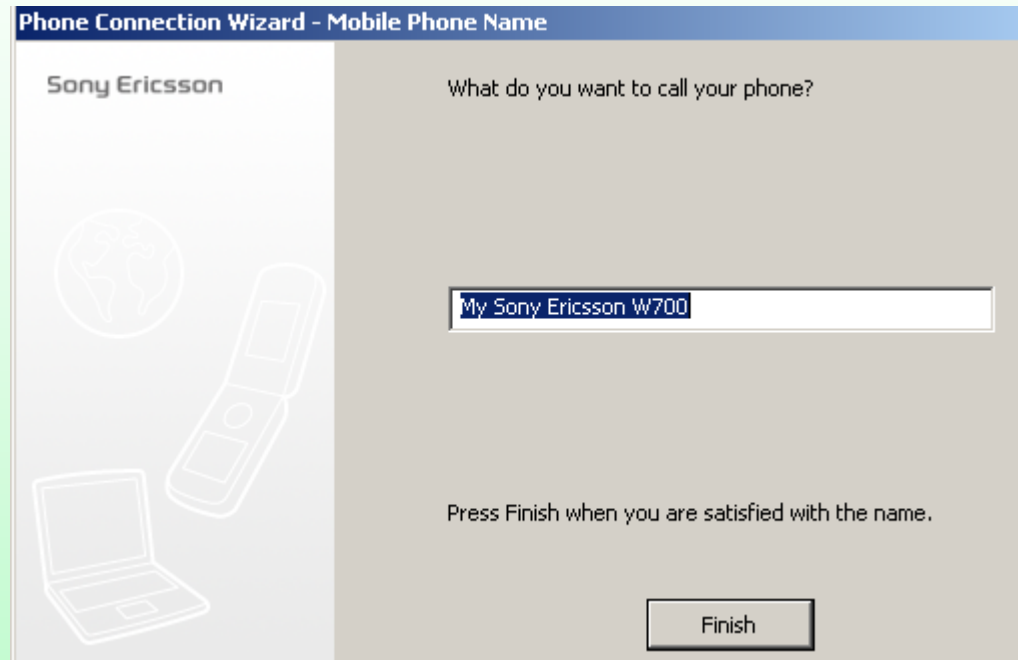 Phone Connection Wizard - Mobile Phone Name
Sony Ericsson
What do you want to call your phone?
My Sony Ericsson W700
Press Finish when you are satisfied with the name.
Finish